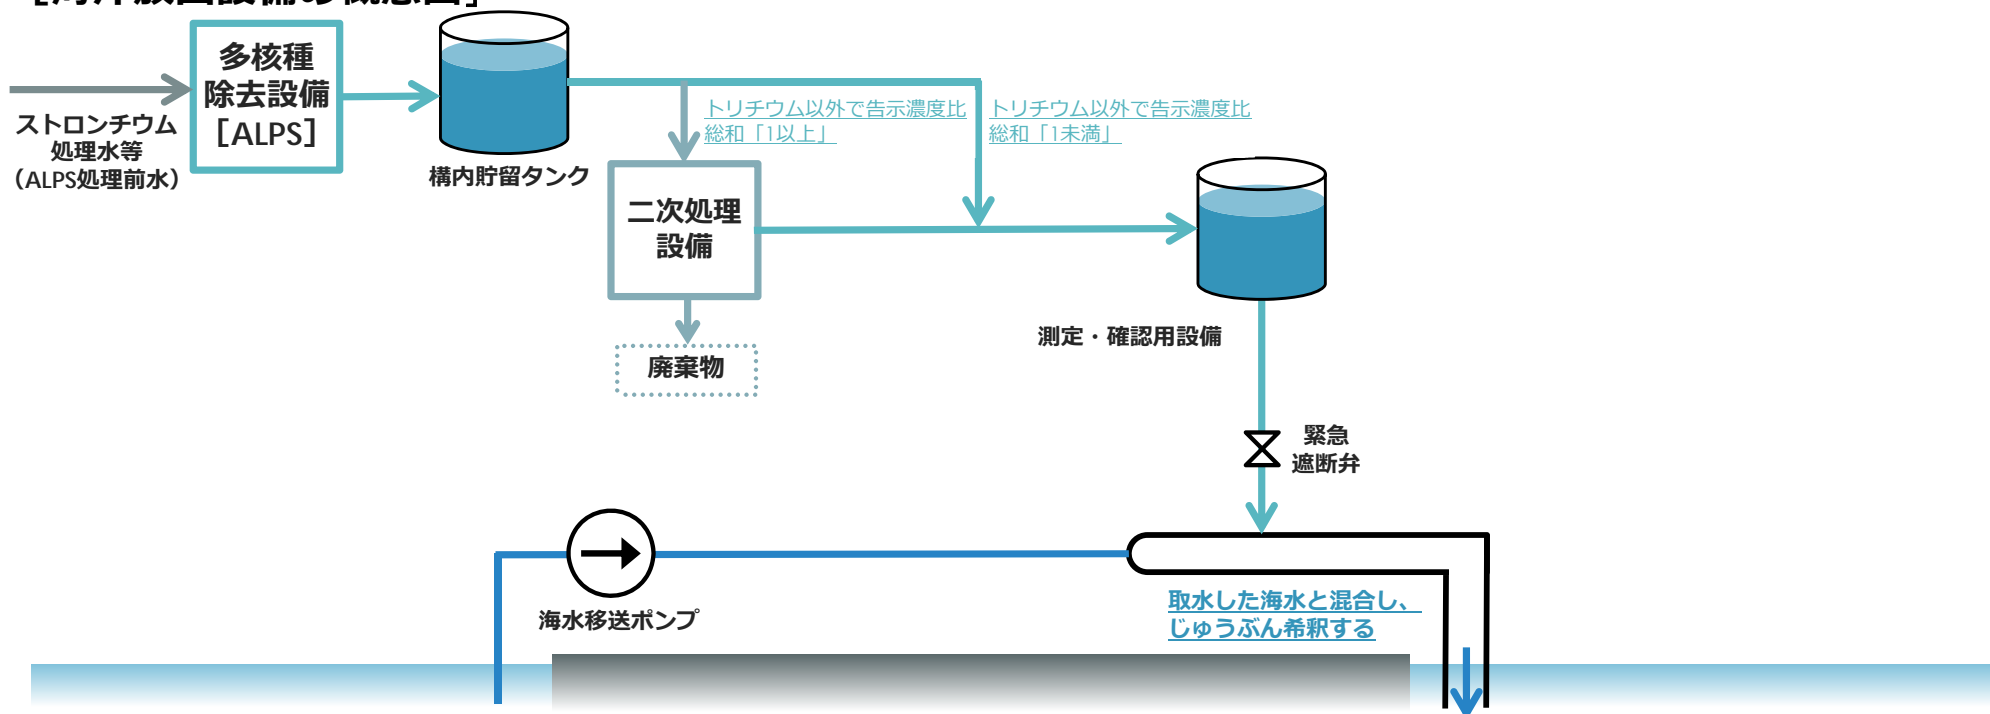 多核種
除去設備
[ALPS]
ストロンチウム
処理水等
（ALPS処理前水）
構内貯留タンク
トリチウム以外で告示濃度比
総和「1以上」
トリチウム以外で告示濃度比
総和「1未満」
二次処理
設備
廃棄物
測定・確認用設備
緊急
遮断弁
海水移送ポンプ
取水した海水と混合し、
じゅうぶん希釈する